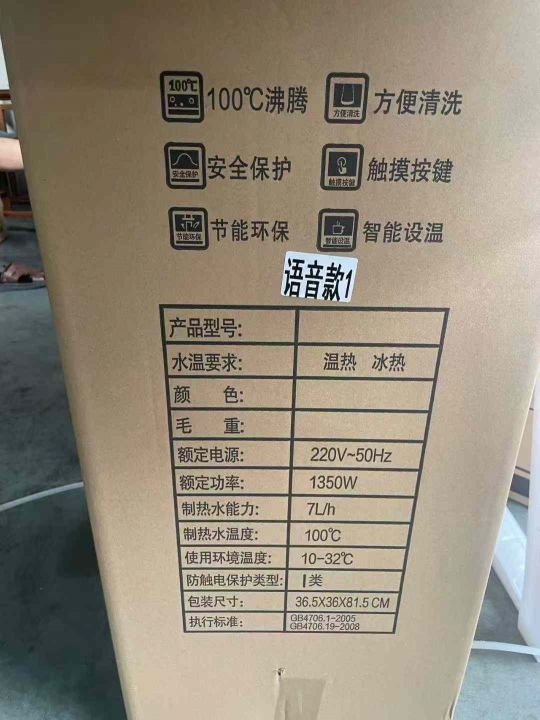 100℃ 100℃沸腾 方便清洗 方便清洗
安全保护 安全保护 触摸按键 触摸按键
节能环保 节能环保 智能设温 智能设温
语音款1
产品型号:
水温要求: 温热 冰热
颜 色:
毛 重:
额定电源: 220V~50Hz
额定功率: 1350W
制热水能力: 7L/h
制热水温度: 100℃
使用环境温度: 10-32℃
防触电保护类型: I类
包装尺寸: 36.5X36X81.5 CM
执行标准: GB4706.1-2005
GB4706.19-2008